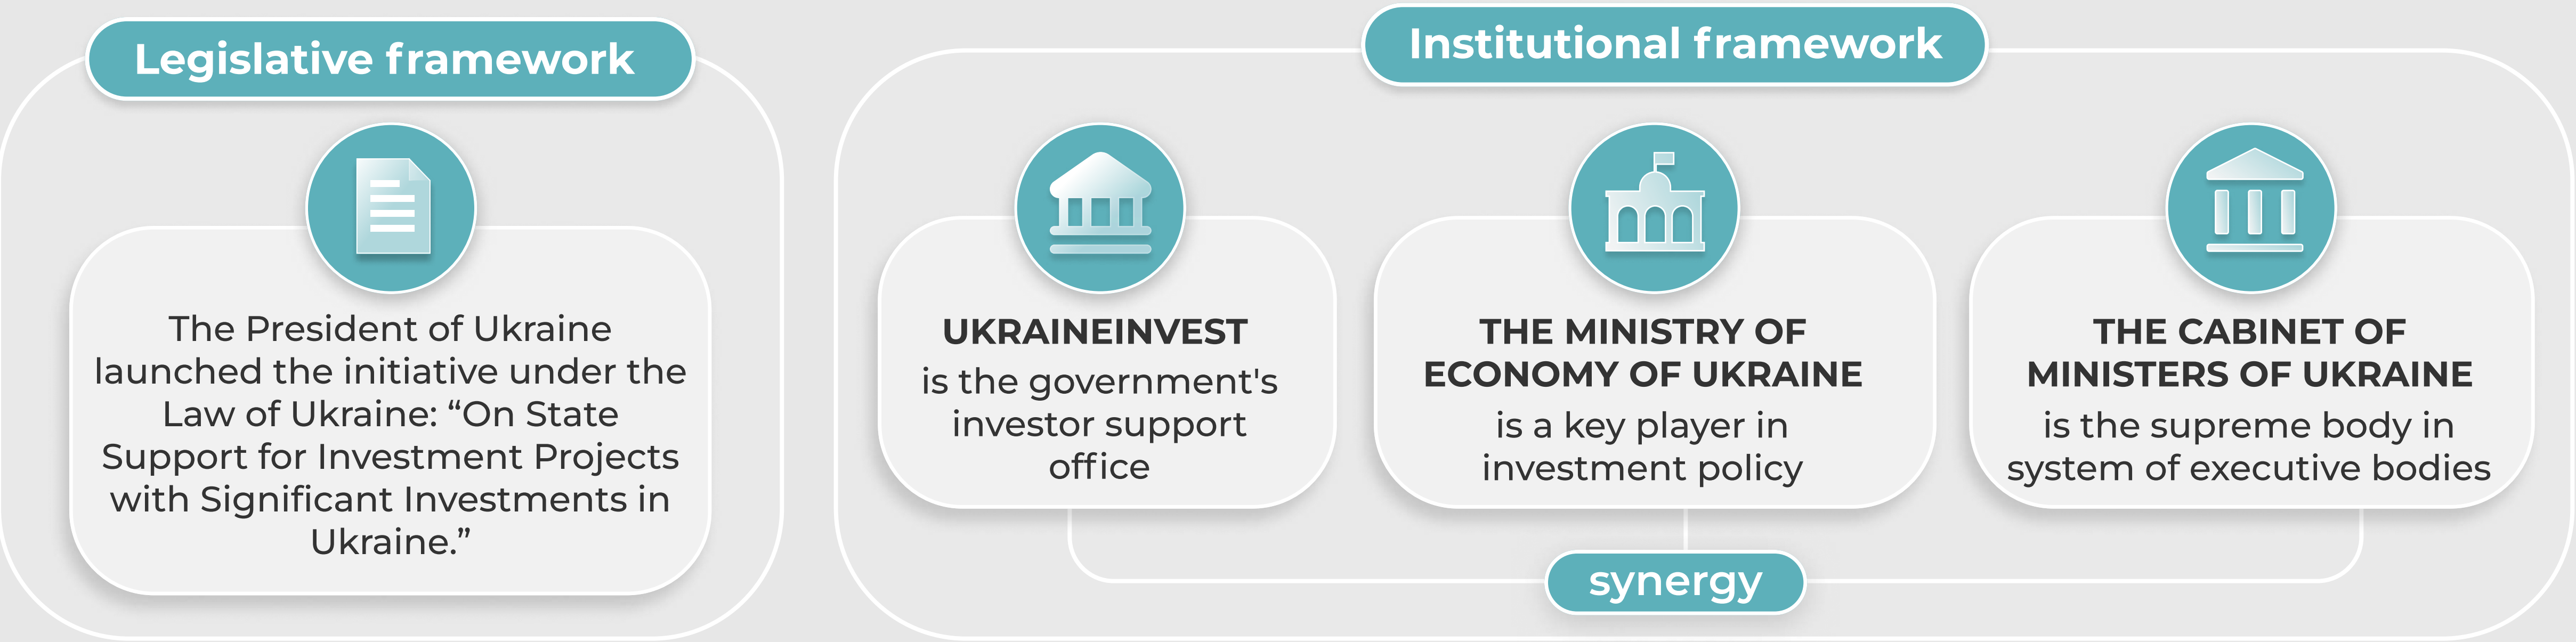 Legislative framework
The President of Ukraine
launched the initiative under the
Law of Ukraine: “On State
Support for Investment Projects
with Significant Investments in
Ukraine.”
Institutional framework
UKRAINEINVEST
is the government's
investor support
office
THE MINISTRY OF
ECONOMY OF UKRAINE
is a key player in
investment policy
THE CABINET OF
MINISTERS OF UKRAINE
is the supreme body in
system of executive bodies
synergy